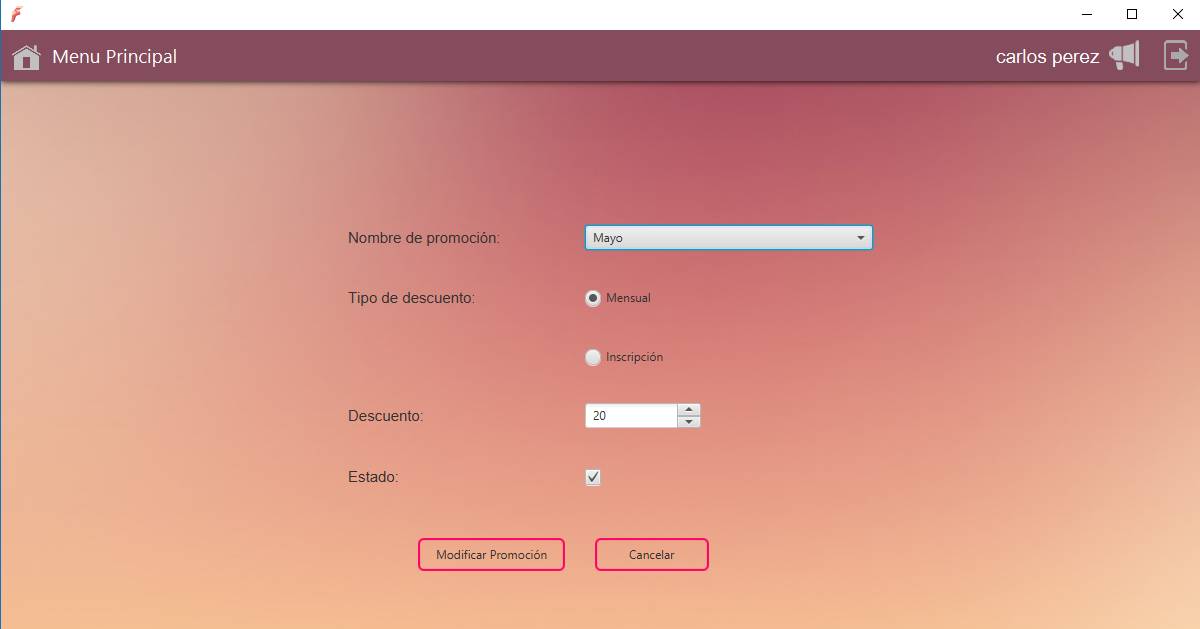 Menu Principal
carlos perez
Nombre de promoción: Mayo
Tipo de descuento: Mensual
Inscripción
Descuento: 20
Estado:
Modificar Promoción Cancelar